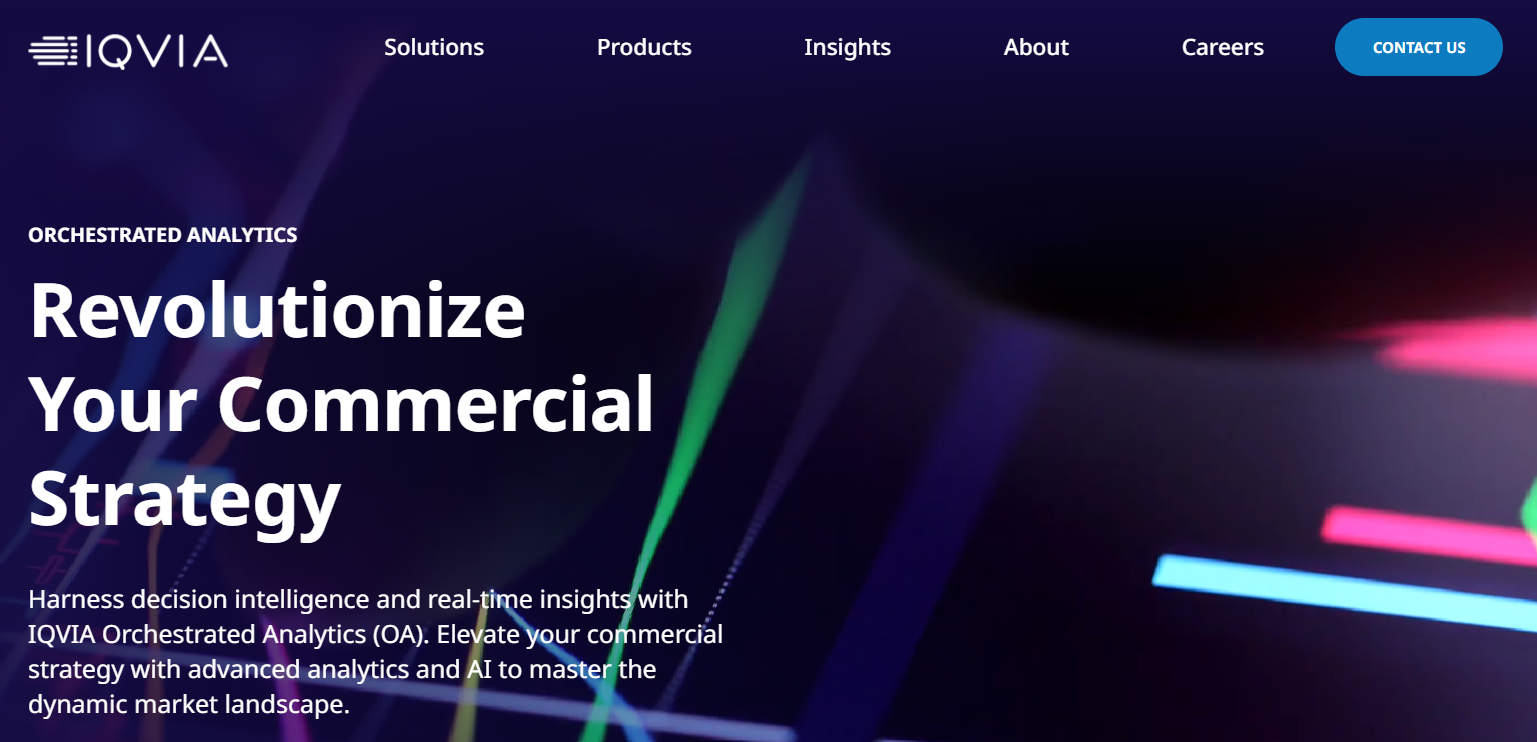 IQVIA
Solutions
Products
Insights
About
Careers
CONTACT US
ORCHESTRATED ANALYTICS
Revolutionize
Your Commercial
Strategy
Harness decision intelligence and real-time insights with
IQVIA Orchestrated Analytics (OA). Elevate your commercial
strategy with advanced analytics and AI to master the
dynamic market landscape.